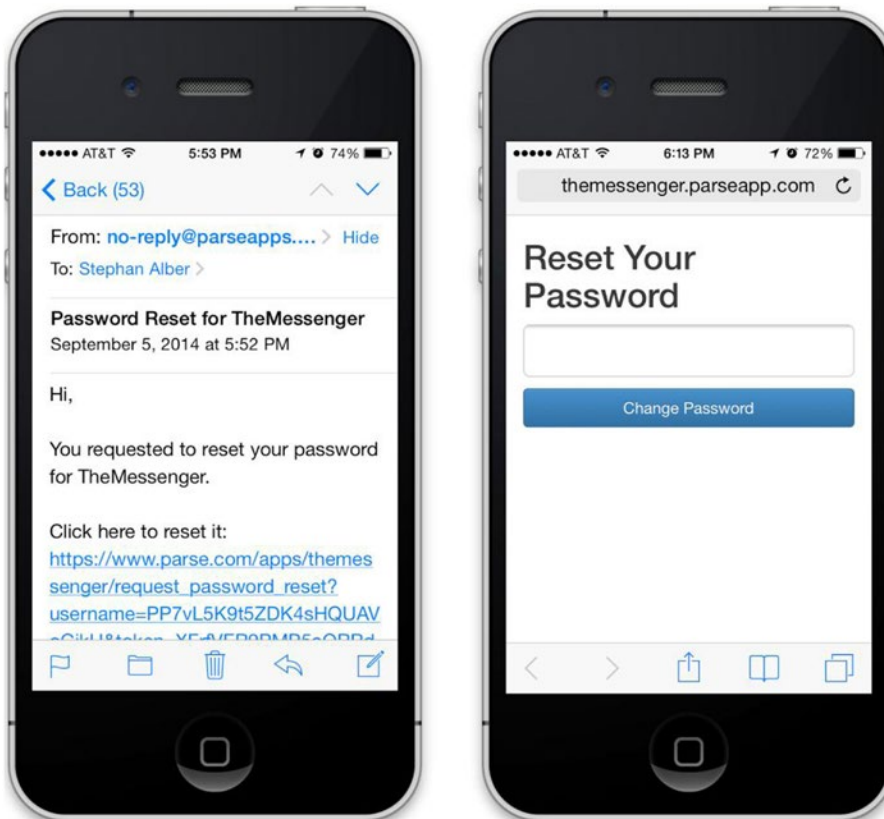 AT&T 5:53 PM 74%
Back (53)
From: no-reply@parseapps.... Hide
To: Stephan Alber
Password Reset for TheMessenger
September 5, 2014 at 5:52 PM
Hi,
You requested to reset your password
for TheMessenger.
Click here to reset it:
https://www.parse.com/apps/themes
senger/request_password_reset?
username=PP7vL5K9t5ZDK4sHQUAV
AT&T 6:13 PM 72%
themessenger.parseapp.com
Reset Your
Password
Change Password